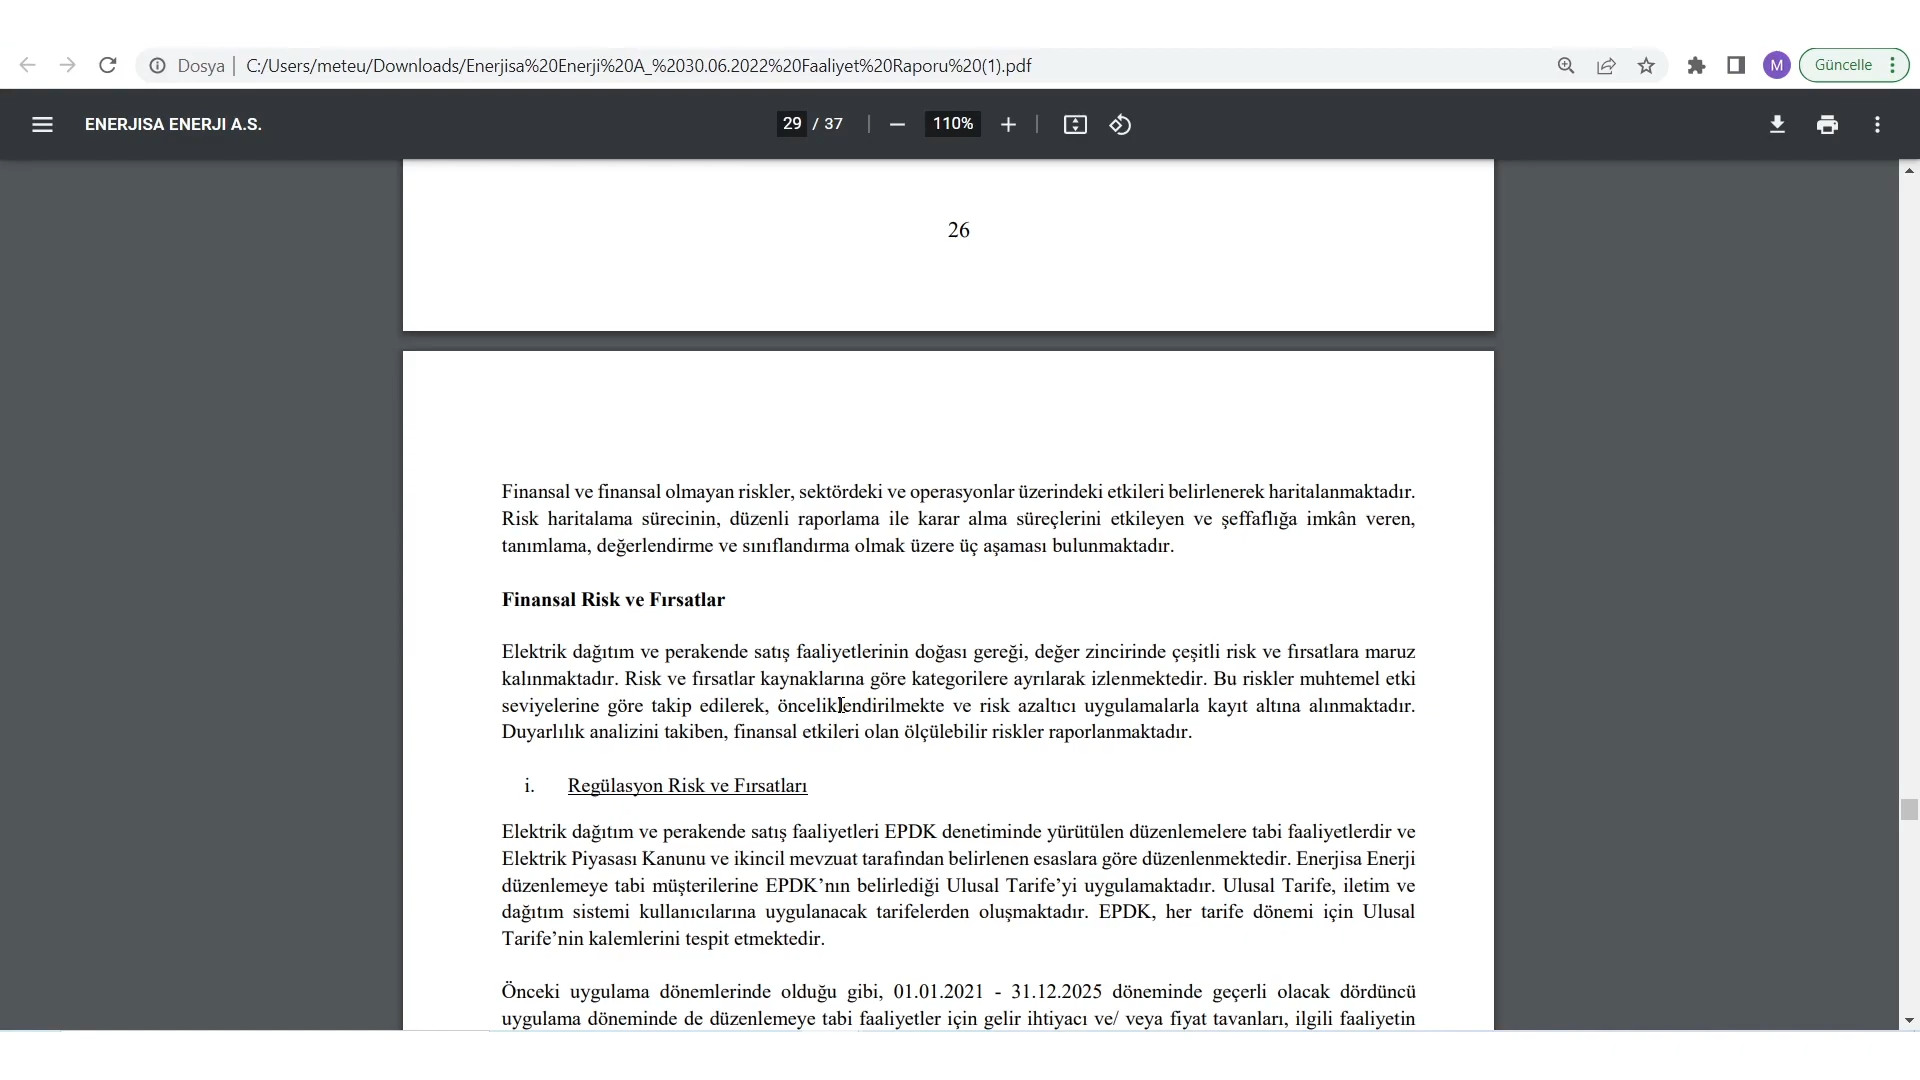 Dosya | C:/Users/meteu/Downloads/Enerjisa%20Enerji%20A_%2030.06.2022%20Faaliyet%20Raporu%20(1).pdf
M
Güncelle
ENERJISA ENERJI A.S.
29 / 37
110%
26
Finansal ve finansal olmayan riskler, sektördeki ve operasyonlar üzerindeki etkileri belirlenerek haritalanmaktadır.
Risk haritalama sürecinin, düzenli raporlama ile karar alma süreçlerini etkileyen ve şeffaflığa imkân veren,
tanımlama, değerlendirme ve sınıflandırma olmak üzere üç aşaması bulunmaktadır.
Finansal Risk ve Fırsatlar
Elektrik dağıtım ve perakende satış faaliyetlerinin doğası gereği, değer zincirinde çeşitli risk ve fırsatlara maruz
kalınmaktadır. Risk ve fırsatlar kaynaklarına göre kategorilere ayrılarak izlenmektedir. Bu riskler muhtemel etki
seviyelerine göre takip edilerek, önceliklendirilmekte ve risk azaltıcı uygulamalarla kayıt altına alınmaktadır.
Duyarlılık analizini takiben, finansal etkileri olan ölçülebilir riskler raporlanmaktadır.
i. Regülasyon Risk ve Fırsatları
Elektrik dağıtım ve perakende satış faaliyetleri EPDK denetiminde yürütülen düzenlemelere tabi faaliyetlerdir ve
Elektrik Piyasası Kanunu ve ikincil mevzuat tarafından belirlenen esaslara göre düzenlenmektedir. Enerjisa Enerji
düzenlemeye tabi müşterilerine EPDK’nın belirlediği Ulusal Tarife’yi uygulamaktadır. Ulusal Tarife, iletim ve
dağıtım sistemi kullanıcılarına uygulanacak tarifelerden oluşmaktadır. EPDK, her tarife dönemi için Ulusal
Tarife’nin kalemlerini tespit etmektedir.
Önceki uygulama dönemlerinde olduğu gibi, 01.01.2021 - 31.12.2025 döneminde geçerli olacak dördüncü
uygulama döneminde de düzenlemeye tabi faaliyetler için gelir ihtiyacı ve/ veya fiyat tavanları, ilgili faaliyetin